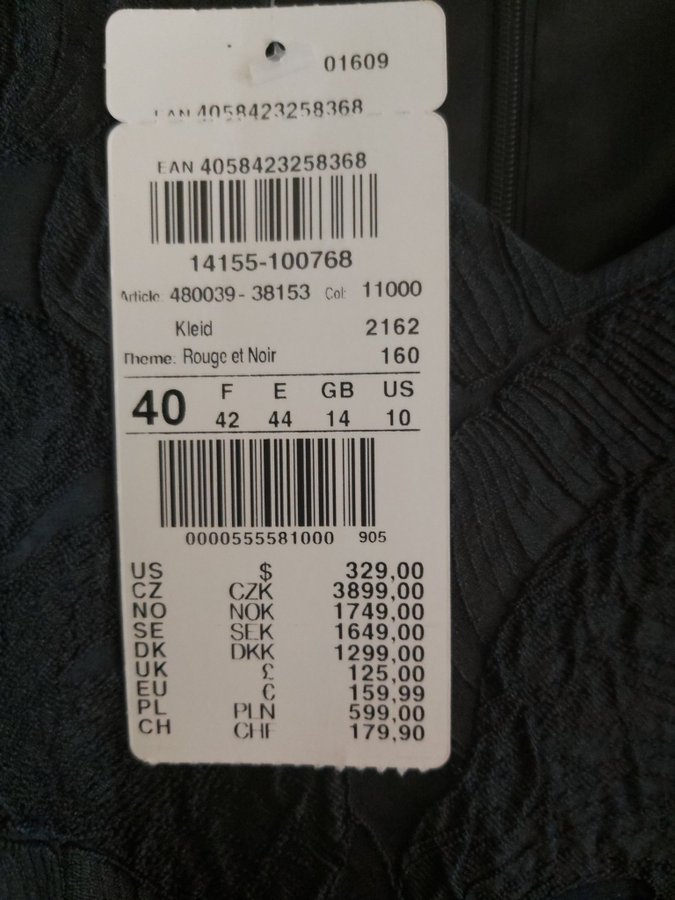 01609
EAN 4058423258368
EAN 4058423258368
14155-100768
Article: 480039-38153 Col: 11000
Kleid 2162
Theme: Rouge et Noir 160
40 F E GB US
42 44 14 10
0000555581000 905
US $ 329,00
CZ CZK 3899,00
NO NOK 1749,00
SE SEK 1649,00
DK DKK 1299,00
UK £ 125,00
EU € 159,99
PL PLN 599,00
CH CHF 179,90